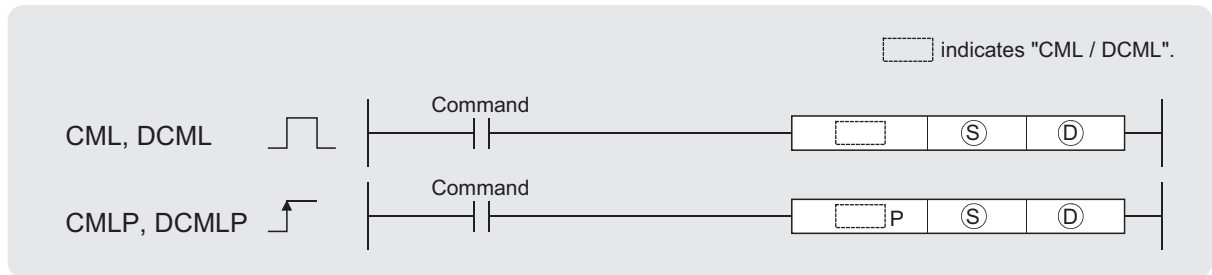 indicates "CML / DCML".
Command
CML, DCML
S D
Command
CMLP, DCMLP
P S D